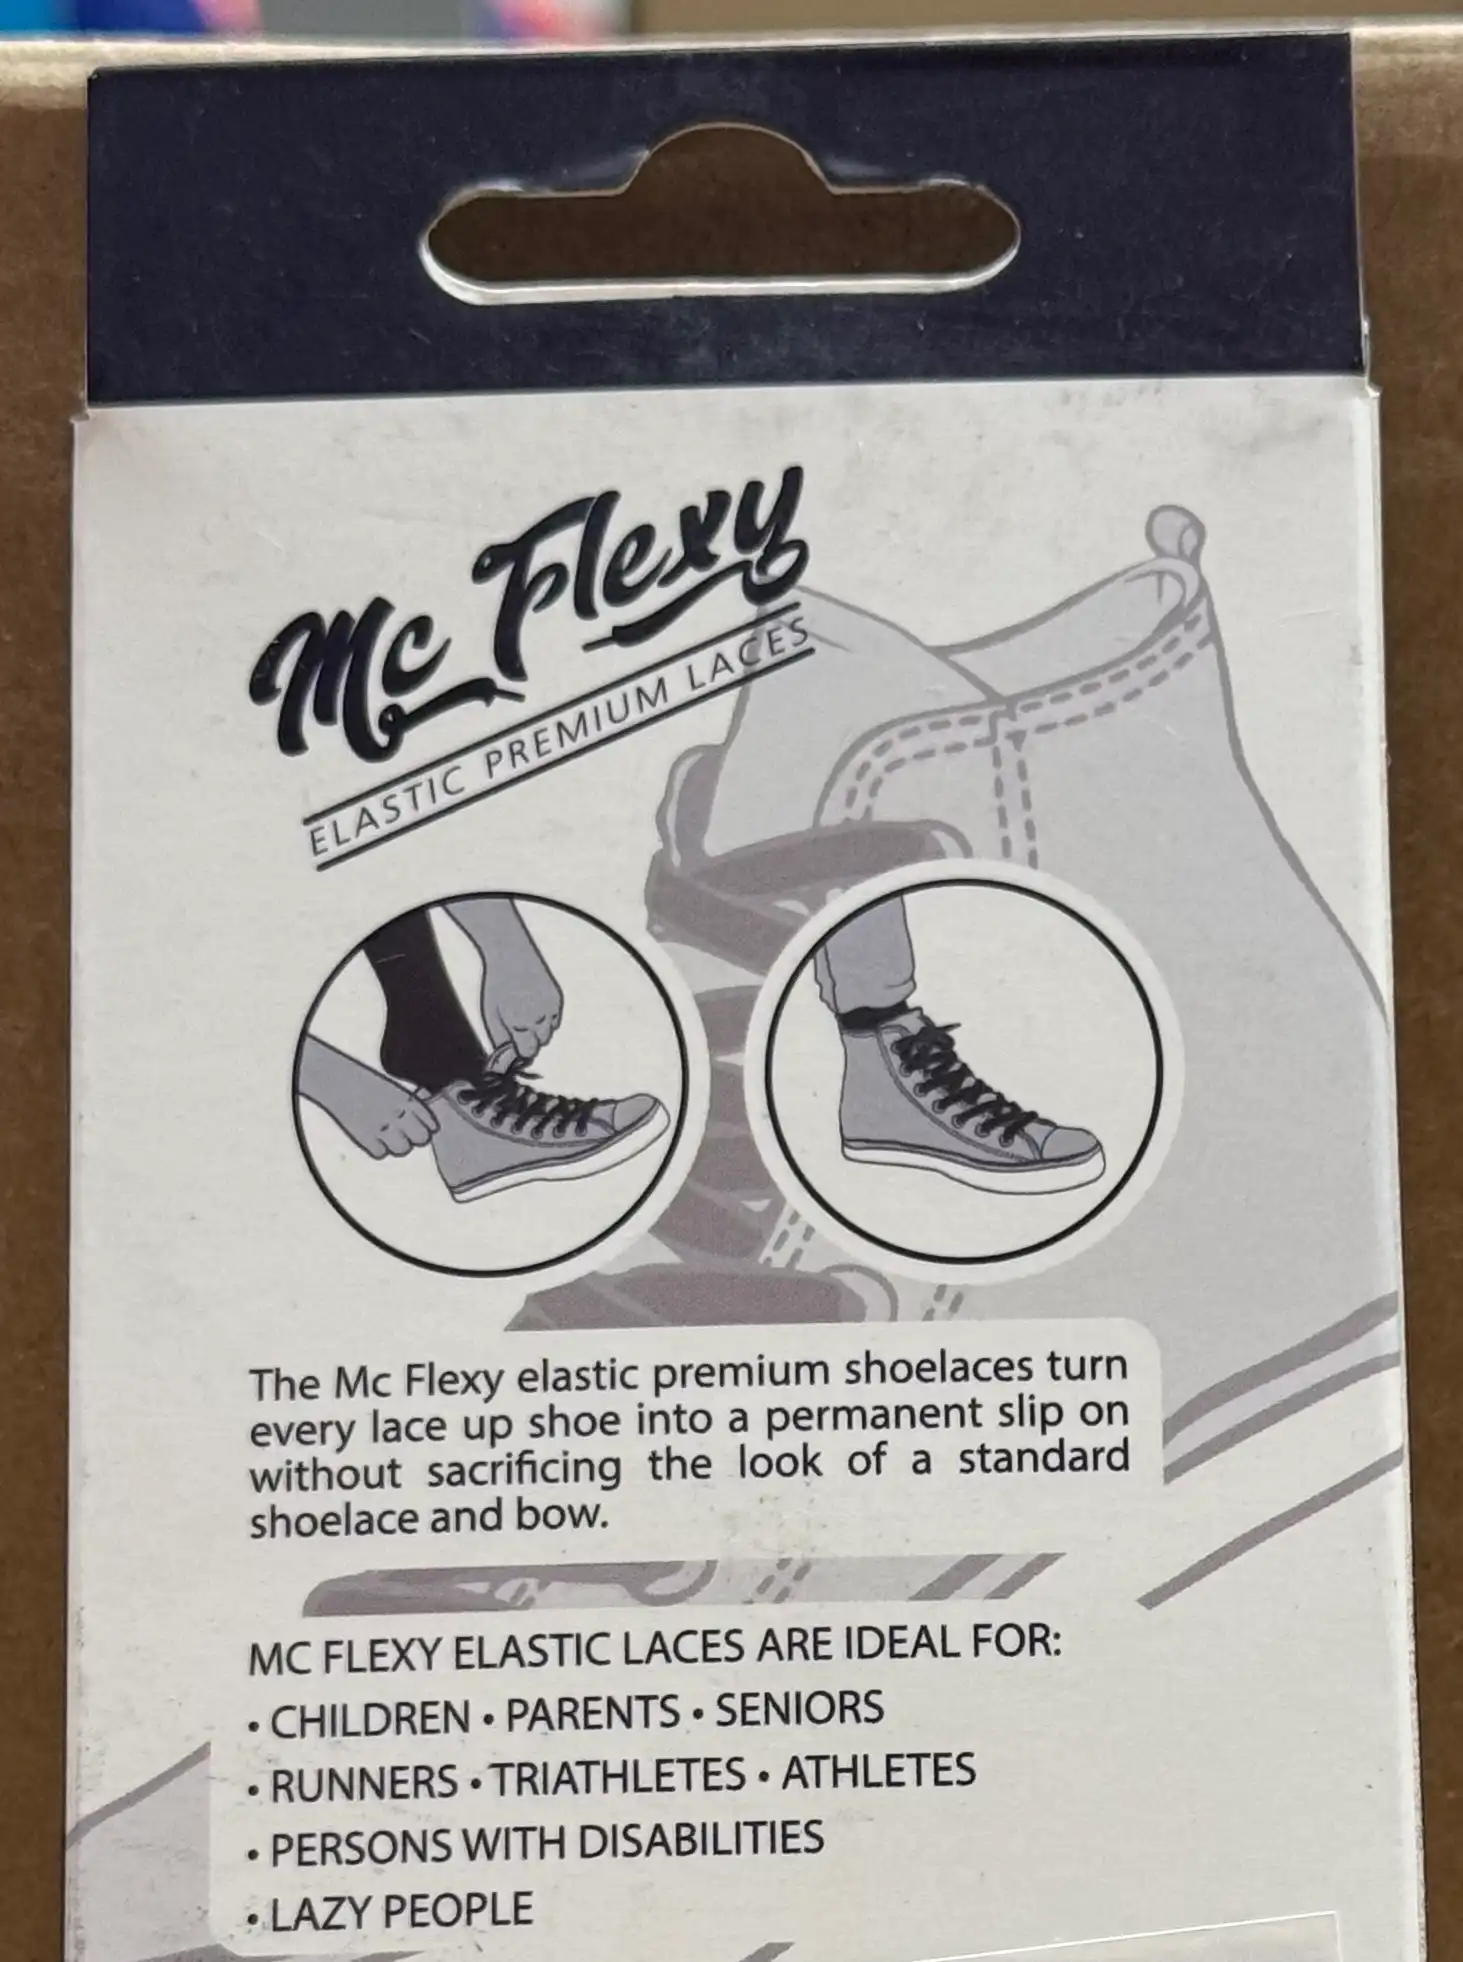 Mc Flexy
ELASTIC PREMIUM LACES
The Mc Flexy elastic premium shoelaces turn
every lace up shoe into a permanent slip on
without sacrificing the look of a standard
shoelace and bow.
MC FLEXY ELASTIC LACES ARE IDEAL FOR:
• CHILDREN • PARENTS • SENIORS
• RUNNERS • TRIATHLETES • ATHLETES
• PERSONS WITH DISABILITIES
• LAZY PEOPLE